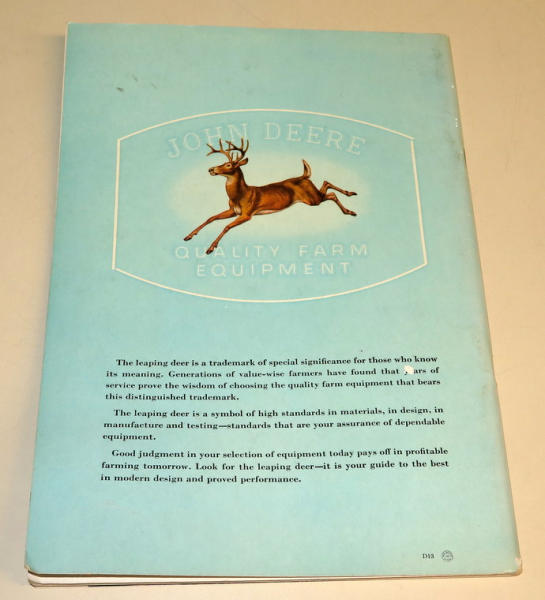 JOHN DEERE
QUALITY FARM
EQUIPMENT
The leaping deer is a trademark of special significance for those who know
its meaning. Generations of value-wise farmers have found that ars of
service prove the wisdom of choosing the quality farm equipment that bears
this distinguished trademark.
The leaping deer is a symbol of high standards in materials, in design, in
manufacture and testing—standards that are your assurance of dependable
equipment.
Good judgment in your selection of equipment today pays off in profitable
farming tomorrow. Look for the leaping deer—it is your guide to the best
in modern design and proved performance.
D13